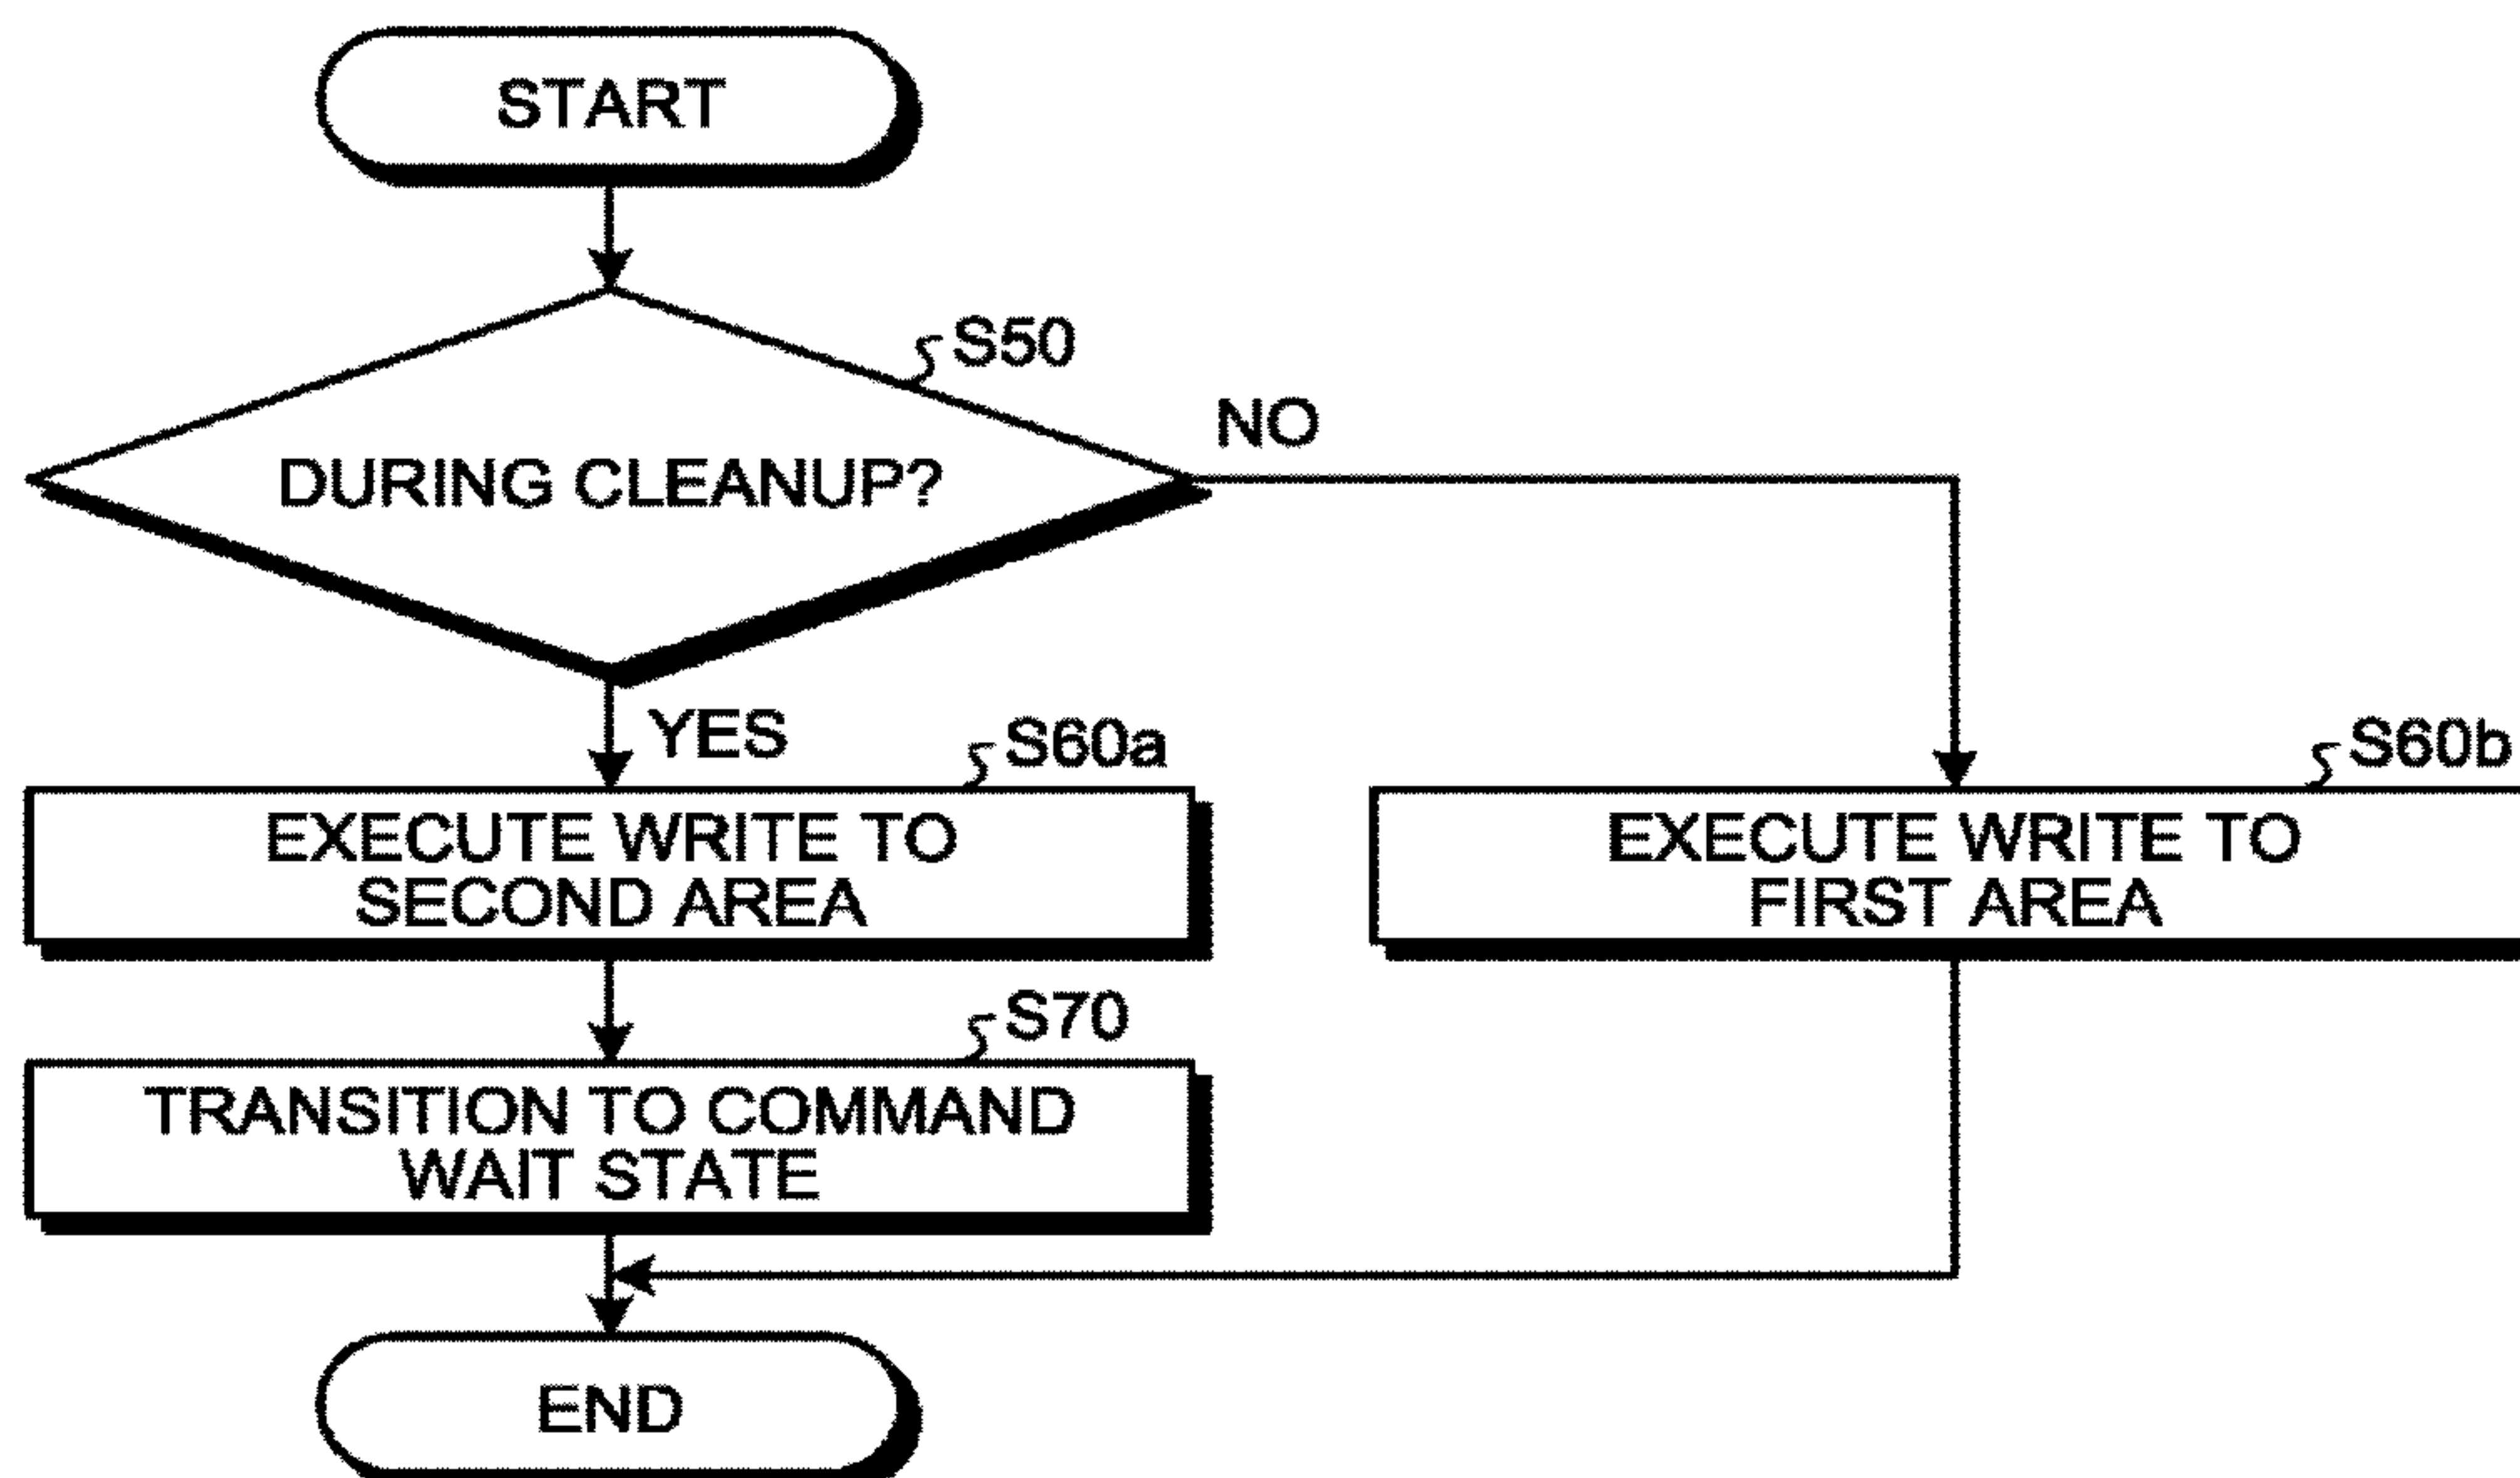 START
S50
NO
DURING CLEANUP?
YES
S60a
S60b
EXECUTE WRITE TO
SECOND AREA
EXECUTE WRITE TO
FIRST AREA
S70
TRANSITION TO COMMAND
WAIT STATE
END